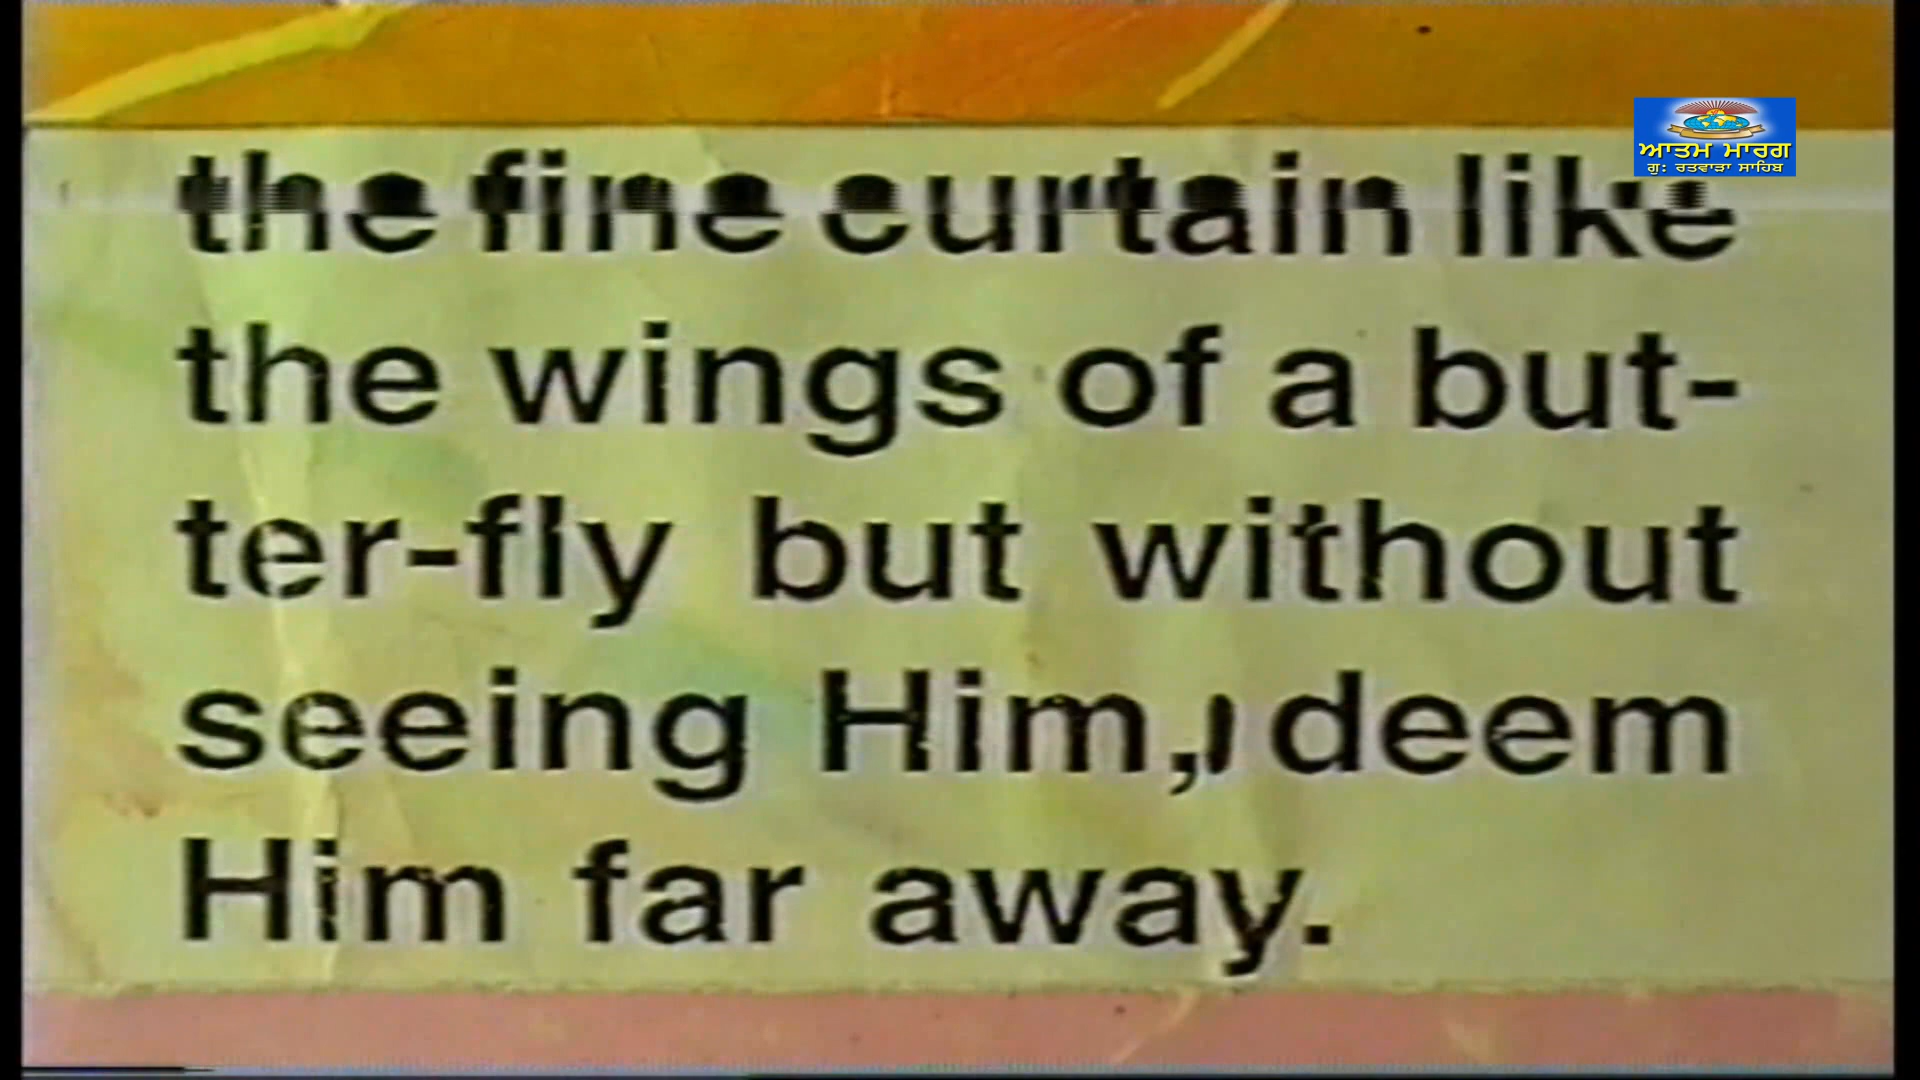 ਆਤਮ ਮਾਰਗ
ਗੁ: ਰਤਵਾੜਾ ਸਾਹਿਬ
the fine curtain like
the wings of a but-
ter-fly but without
seeing Him, deem
Him far away.